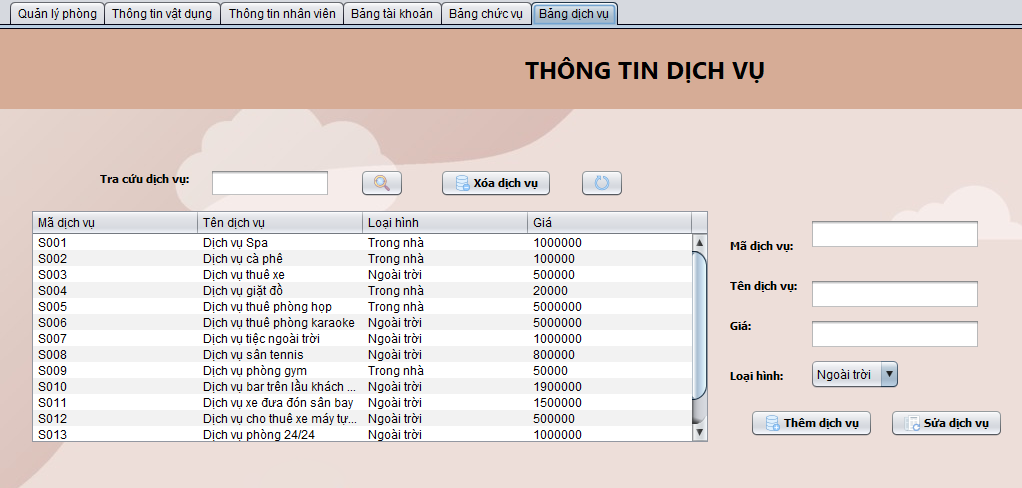 Quản lý phòng Thông tin vật dụng Thông tin nhân viên Bảng tài khoản Bảng chức vụ Bảng dịch vụ
THÔNG TIN DỊCH VỤ
Tra cứu dịch vụ: Xóa dịch vụ
Mã dịch vụ Tên dịch vụ Loại hình Giá
S001 Dịch vụ Spa Trong nhà 1000000
S002 Dịch vụ cà phê Trong nhà 100000
S003 Dịch vụ thuê xe Ngoài trời 500000
S004 Dịch vụ giặt đồ Trong nhà 20000
S005 Dịch vụ thuê phòng họp Trong nhà 5000000
S006 Dịch vụ thuê phòng karaoke Ngoài trời 5000000
S007 Dịch vụ tiệc ngoài trời Ngoài trời 1000000
S008 Dịch vụ sân tennis Ngoài trời 800000
S009 Dịch vụ phòng gym Trong nhà 50000
S010 Dịch vụ bar trên lầu khách ... Ngoài trời 1900000
S011 Dịch vụ xe đưa đón sân bay Ngoài trời 1500000
S012 Dịch vụ cho thuê xe máy tự... Ngoài trời 500000
S013 Dịch vụ phòng 24/24 Ngoài trời 1000000
Mã dịch vụ:
Tên dịch vụ:
Giá:
Loại hình: Ngoài trời
Thêm dịch vụ Sửa dịch vụ